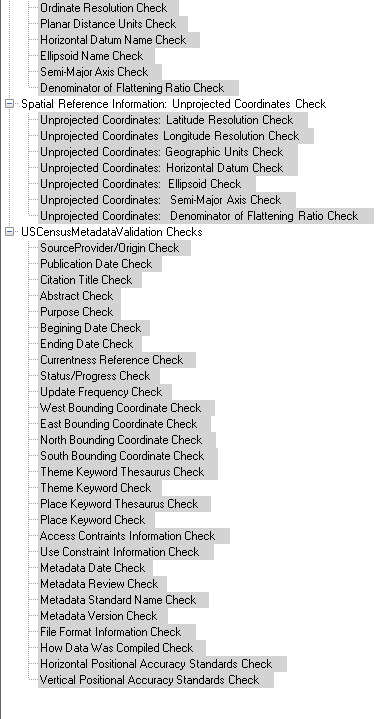 Ordinate Resolution Check
Planar Distance Units Check
Horizontal Datum Name Check
Ellipsoid Name Check
Semi-Major Axis Check
Denominator of Flattening Ratio Check
Spatial Reference Information: Unprojected Coordinates Check
Unprojected Coordinates: Latitude Resolution Check
Unprojected Coordinates Longitude Resolution Check
Unprojected Coordinates: Geographic Units Check
Unprojected Coordinates: Horizontal Datum Check
Unprojected Coordinates: Ellipsoid Check
Unprojected Coordinates: Semi-Major Axis Check
Unprojected Coordinates: Denominator of Flattening Ratio Check
USCensusMetadataValidation Checks
SourceProvider/Origin Check
Publication Date Check
Citation Title Check
Abstract Check
Purpose Check
Begining Date Check
Ending Date Check
Currentness Reference Check
Status/Progress Check
Update Frequency Check
West Bounding Coordinate Check
East Bounding Coordinate Check
North Bounding Coordinate Check
South Bounding Coordinate Check
Theme Keyword Thesaurus Check
Theme Keyword Check
Place Keyword Thesaurus Check
Place Keyword Check
Access Contraints Information Check
Use Constraint Information Check
Metadata Date Check
Metadata Review Check
Metadata Standard Name Check
Metadata Version Check
File Format Information Check
How Data Was Compiled Check
Horizontal Positional Accuracy Standards Check
Vertical Positional Accuracy Standards Check